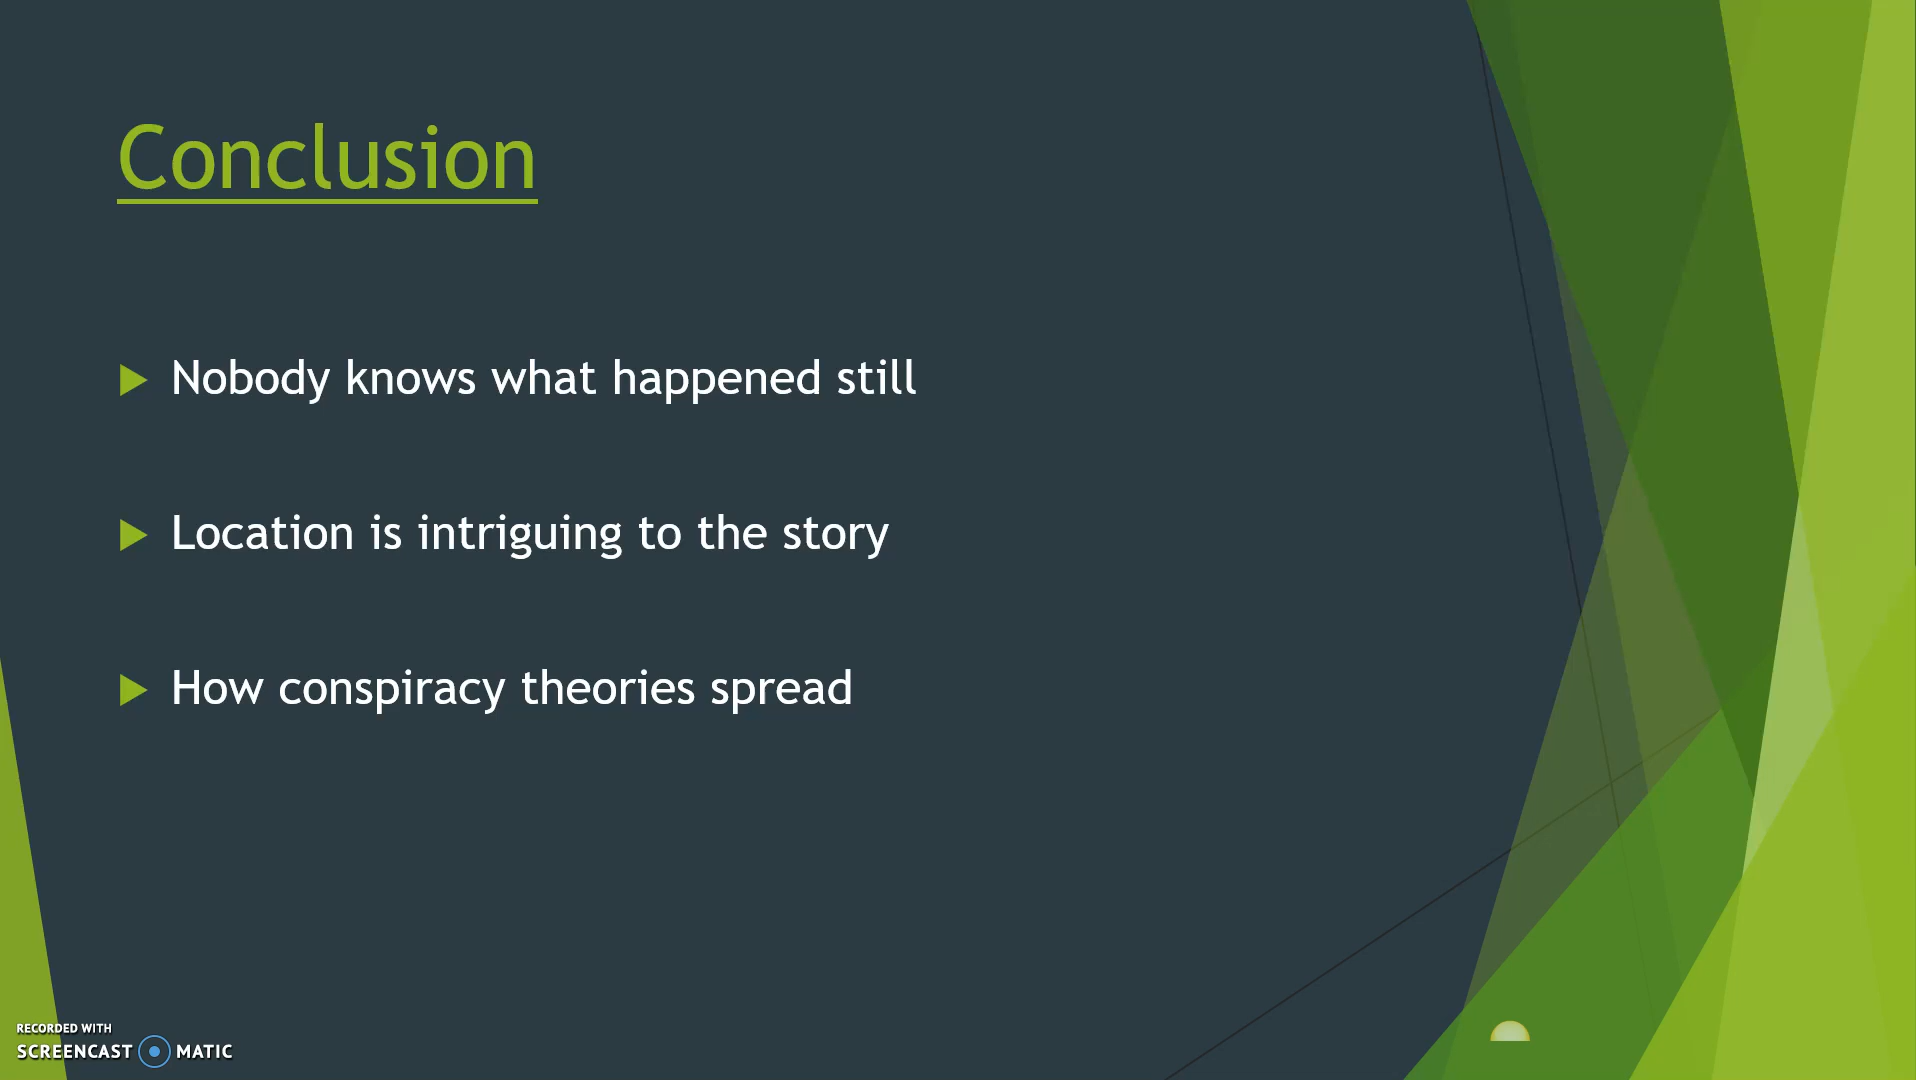 Conclusion
Nobody knows what happened still
Location is intriguing to the story
How conspiracy theories spread
RECORDED WITH
SCREENCAST MATIC